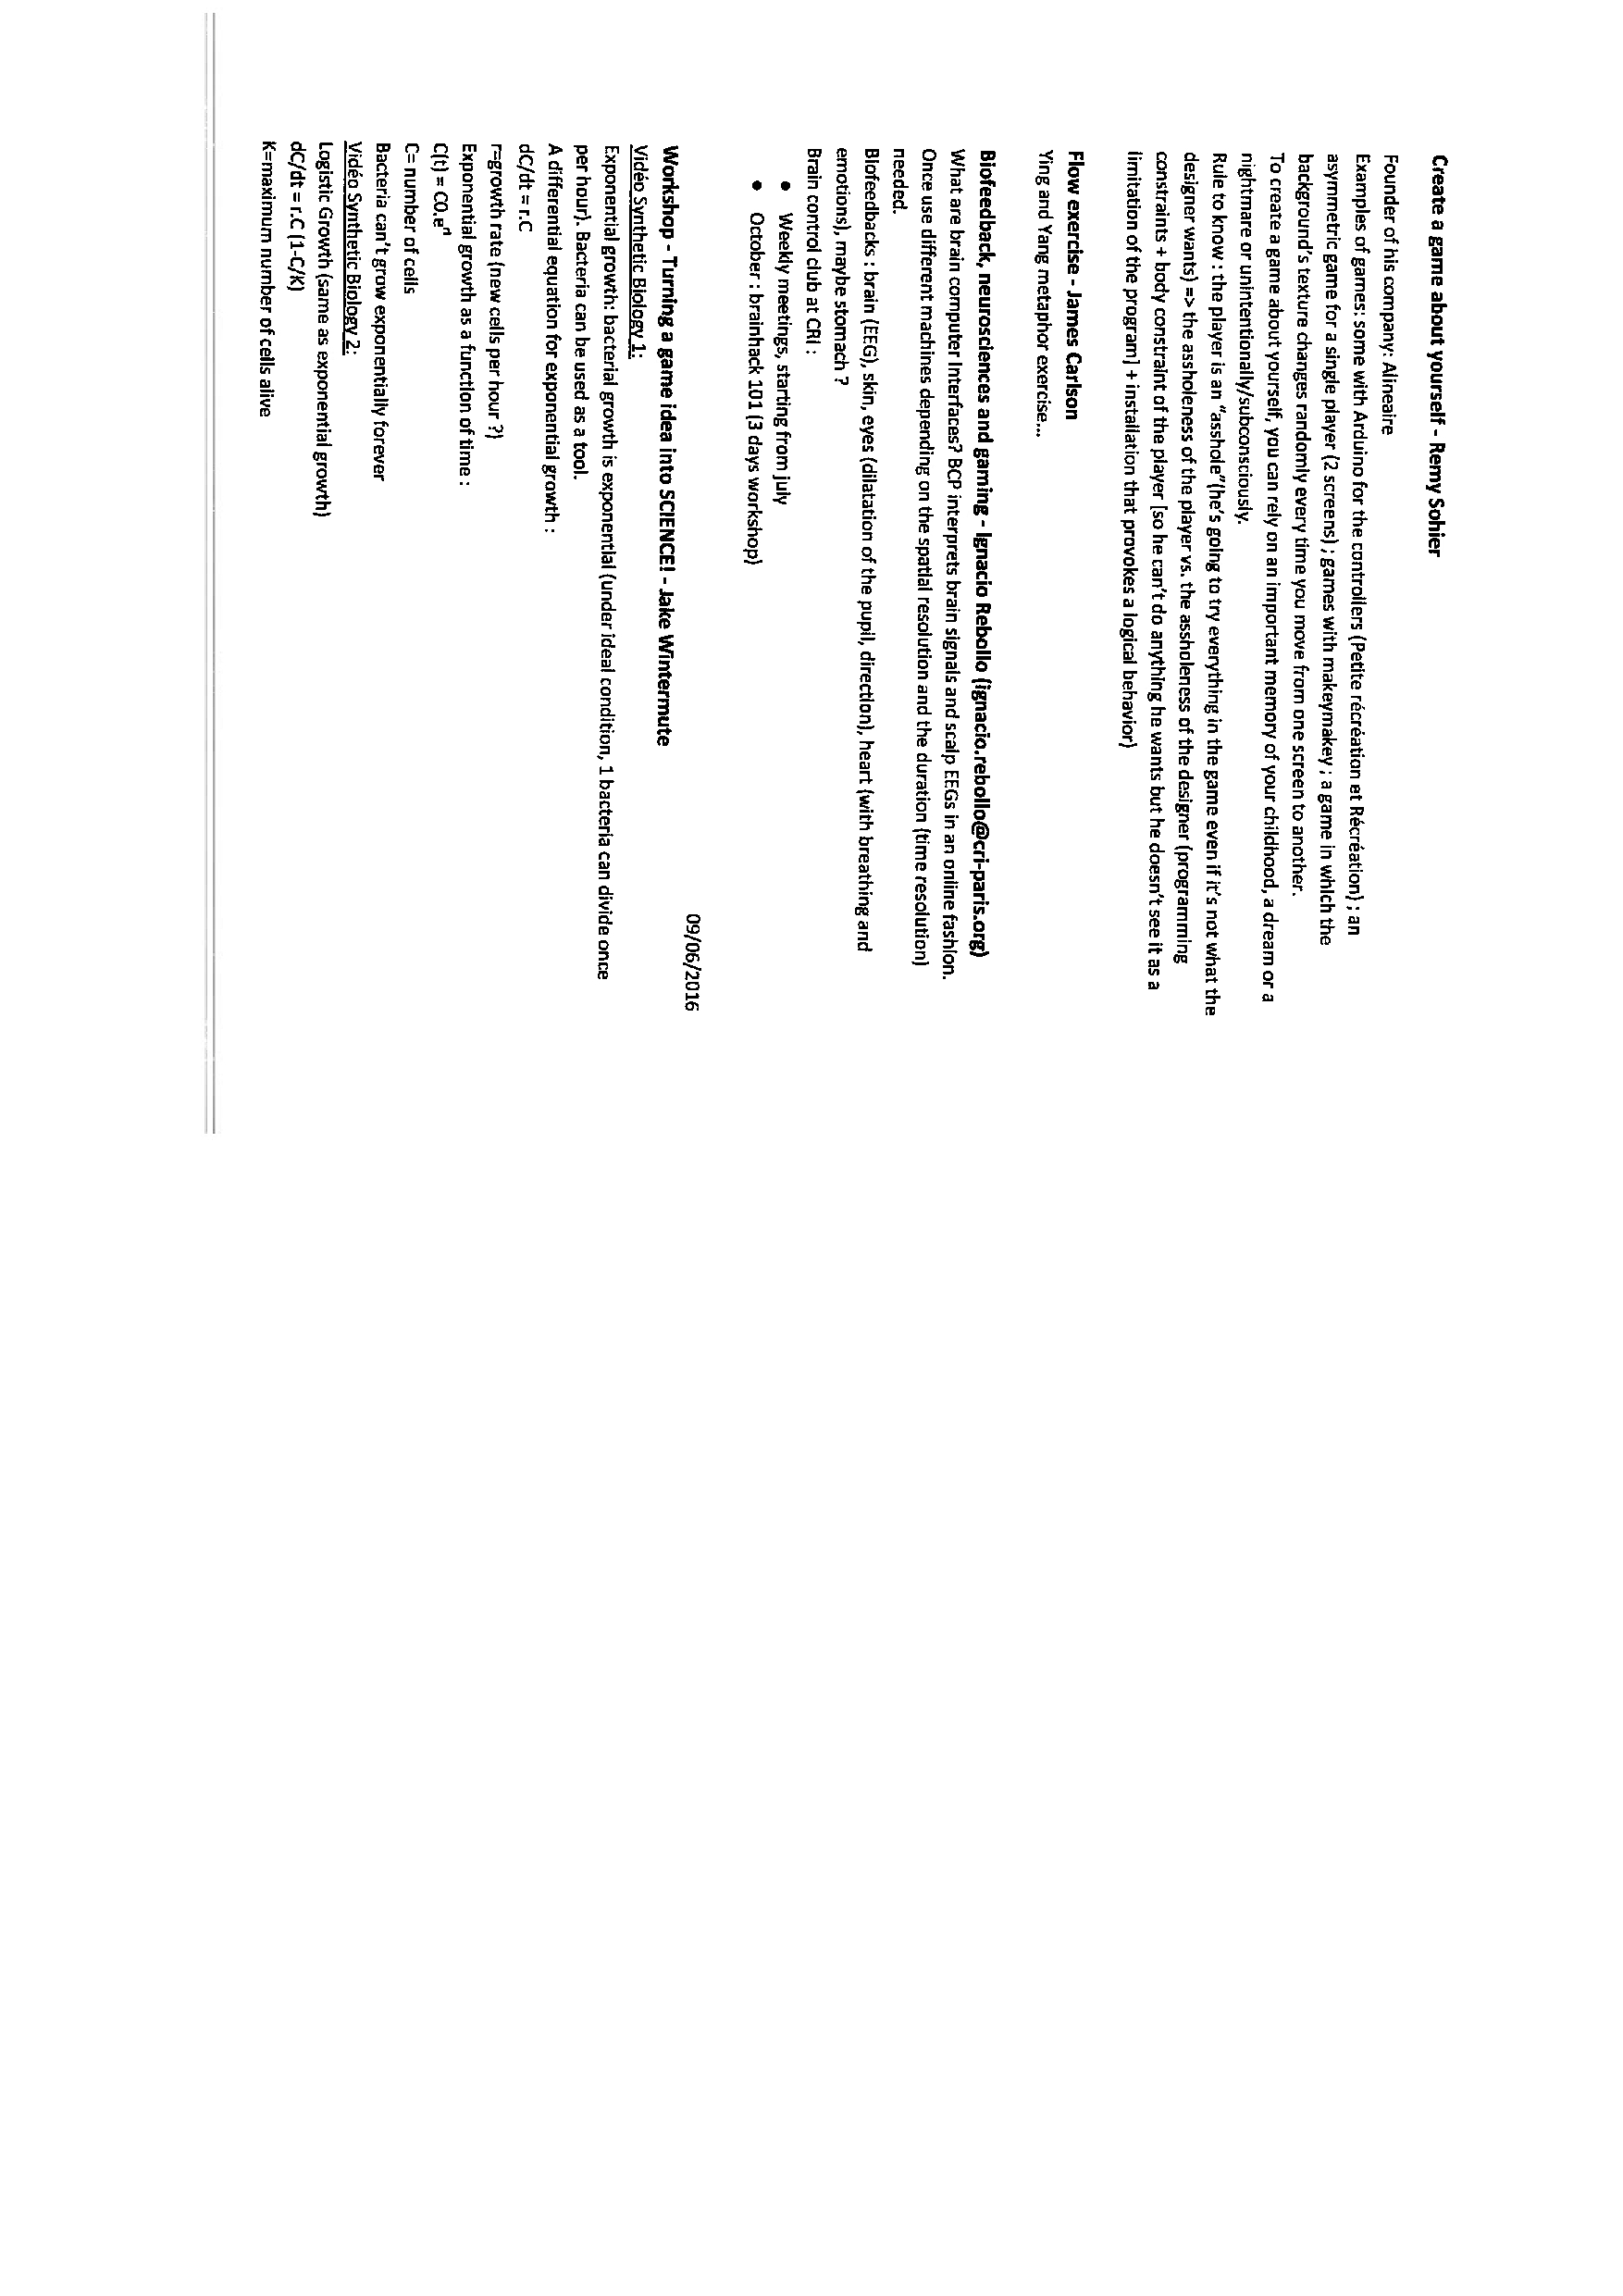 Create a game about yourself - Remy Sohier
Founder of his company: Alineaire
Examples of games: some with Arduino for the controllers (Petite récréation et Récréation) ; an
asymmetric game for a single player (2 screens) ; games with makeymakey ; a game in which the
background's texture changes randomly every time you move from one screen to another.
To create a game about yourself, you can rely on an important memory of your childhood, a dream or a
nightmare or unintentionally/subconsciously.
Rule to know : the player is an "asshole"(he's going to try everything in the game even if it's not what the
designer wants) => the assholeness of the player vs. the assholeness of the designer (programming
constraints + body constraint of the player [so he can't do anything he wants but he doesn't see it as a
limitation of the program] + installation that provokes a logical behavior)
Flow exercise - James Carlson
Ying and Yang metaphor exercise...
Biofeedback, neurosciences and gaming - Ignacio Rebollo (ignacio.rebollo@cri-paris.org)
What are brain computer Interfaces? BCP interprets brain signals and scalp EEGs in an online fashion.
Once use different machines depending on the spatial resolution and the duration (time resolution)
needed.
Biofeedbacks : brain (EEG), skin, eyes (dilatation of the pupil, direction), heart (with breathing and
emotions), maybe stomach ?
Brain control club at CRI :
• Weekly meetings, starting from july
• October : brainhack 101 (3 days workshop)
09/06/2016
Workshop - Turning a game idea into SCIENCE! - Jake Wintermute
Vidéo Synthetic Biology 1:
Exponential growth: bacterial growth is exponential (under ideal condition, 1 bacteria can divide once
per hour). Bacteria can be used as a tool.
A differential equation for exponential growth :
dC/dt = r.C
r=growth rate (new cells per hour ?)
Exponential growth as a function of time :
C(t) = C0.e^rt
C= number of cells
Bacteria can't grow exponentially forever
Vidéo Synthetic Biology 2:
Logistic Growth (same as exponential growth)
dC/dt = r.C (1-C/K)
K=maximum number of cells alive